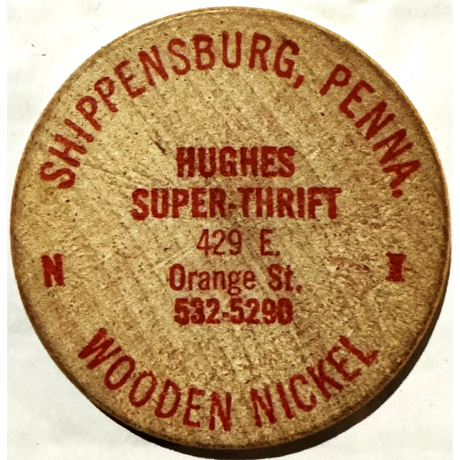 SHIPPENSBURG, PENNA.
HUGHES
SUPER-THRIFT
429 E.
Orange St.
532-5290
N
WOODEN NICKEL